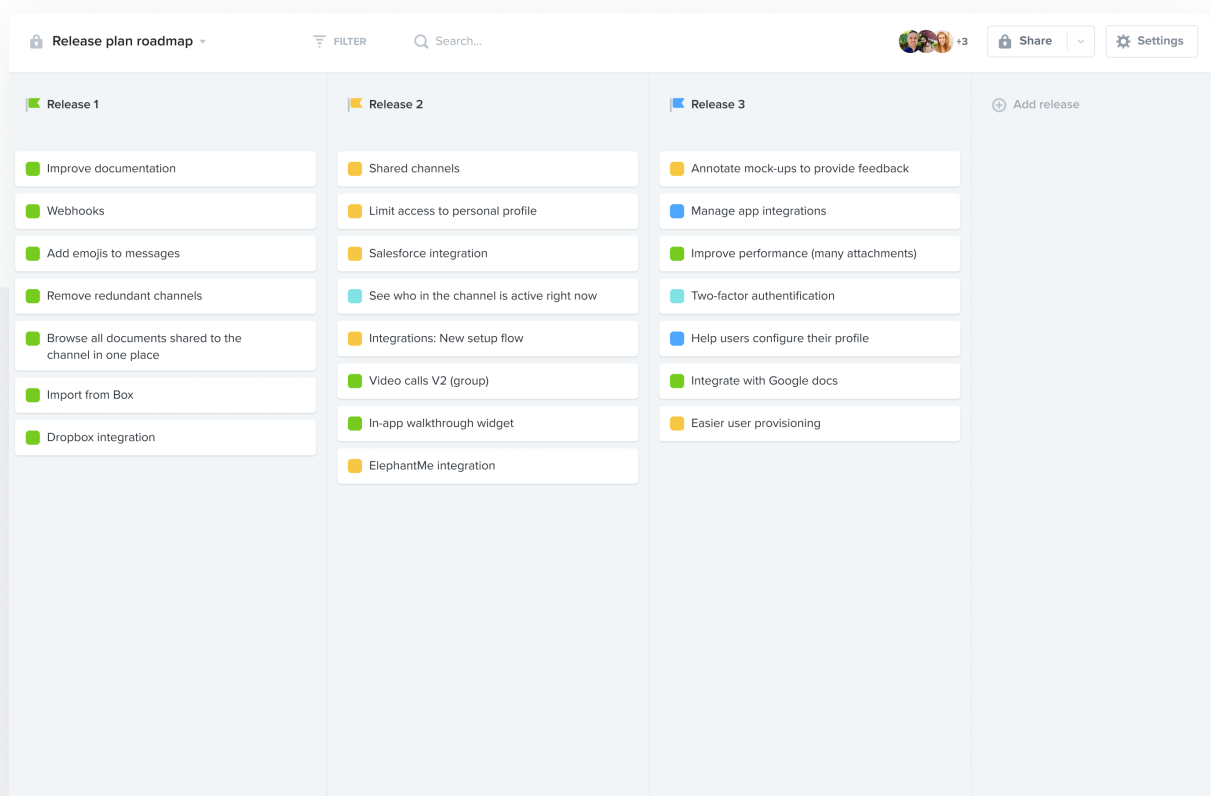 Release plan roadmap
FILTER
Search...
+3
Share
Settings
Release 1
Improve documentation
Webhooks
Add emojis to messages
Remove redundant channels
Browse all documents shared to the
channel in one place
Import from Box
Dropbox integration
Release 2
Shared channels
Limit access to personal profile
Salesforce integration
See who in the channel is active right now
Integrations: New setup flow
Video calls V2 (group)
In-app walkthrough widget
ElephantMe integration
Release 3
Annotate mock-ups to provide feedback
Manage app integrations
Improve performance (many attachments)
Two-factor authentification
Help users configure their profile
Integrate with Google docs
Easier user provisioning
Add release